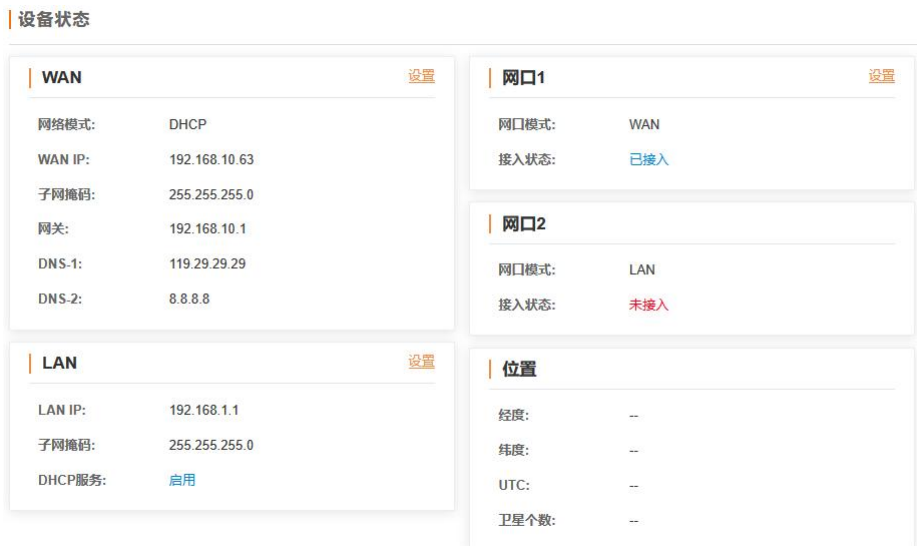 设备状态
WAN 设置
网络模式: DHCP
WAN IP: 192.168.10.63
子网掩码: 255.255.255.0
网关: 192.168.10.1
DNS-1: 119.29.29.29
DNS-2: 8.8.8.8
LAN 设置
LAN IP: 192.168.1.1
子网掩码: 255.255.255.0
DHCP服务: 启用
网口1 设置
网口模式: WAN
接入状态: 已接入
网口2
网口模式: LAN
接入状态: 未接入
位置
经度: --
纬度: --
UTC: --
卫星个数: --